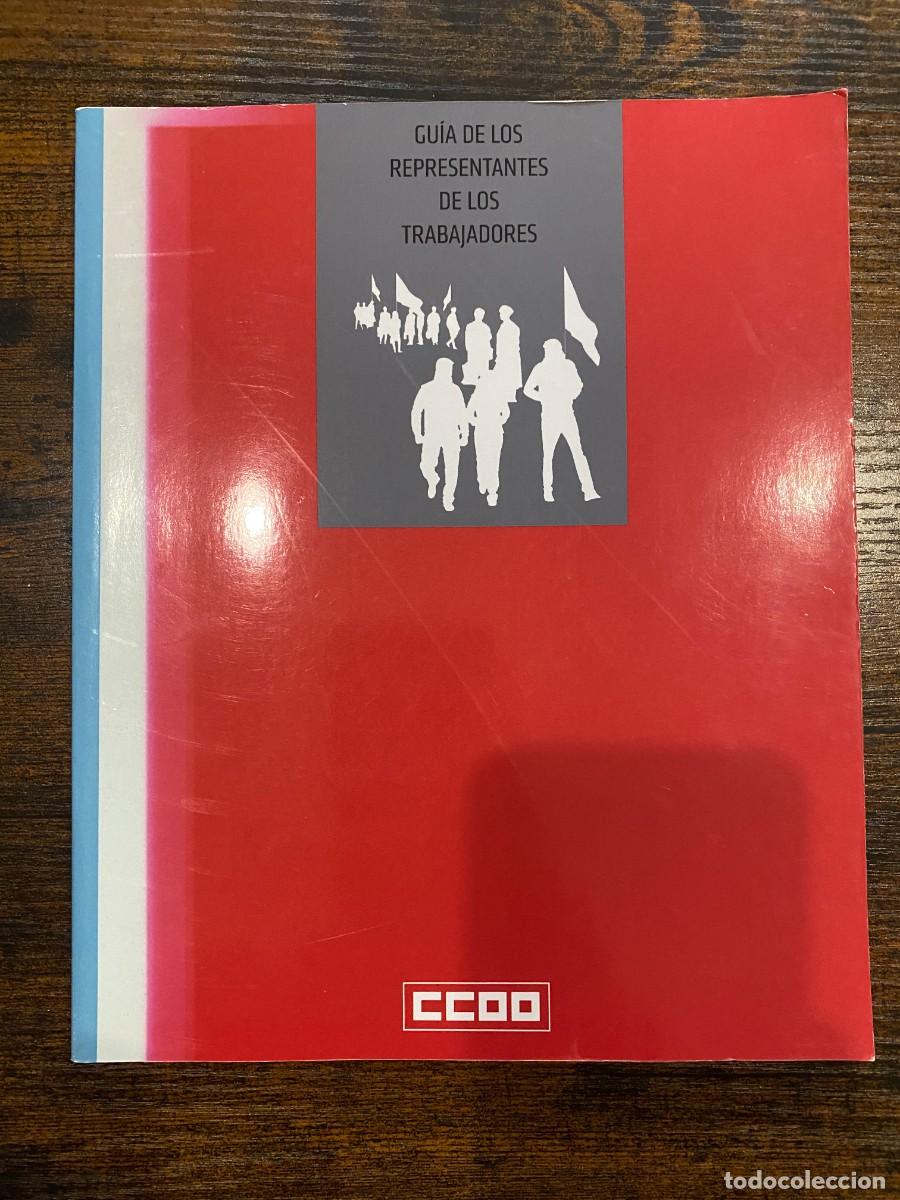 GUÍA DE LOS
REPRESENTANTES
DE LOS
TRABAJADORES
CCOO
todocoleccion